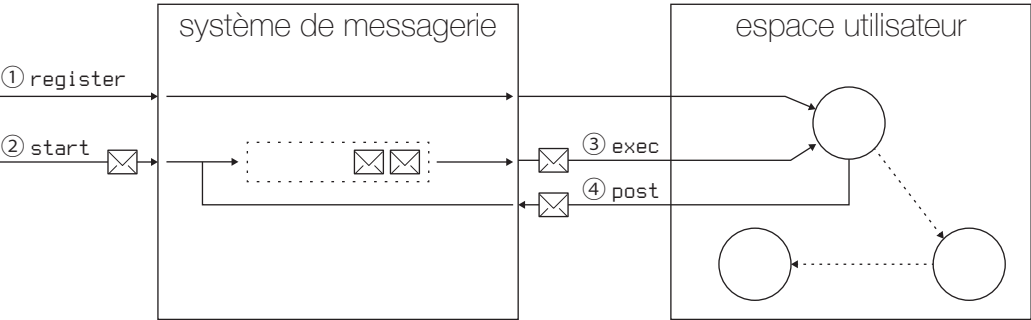 système de messagerie
espace utilisateur
① register
② start
③ exec
④ post